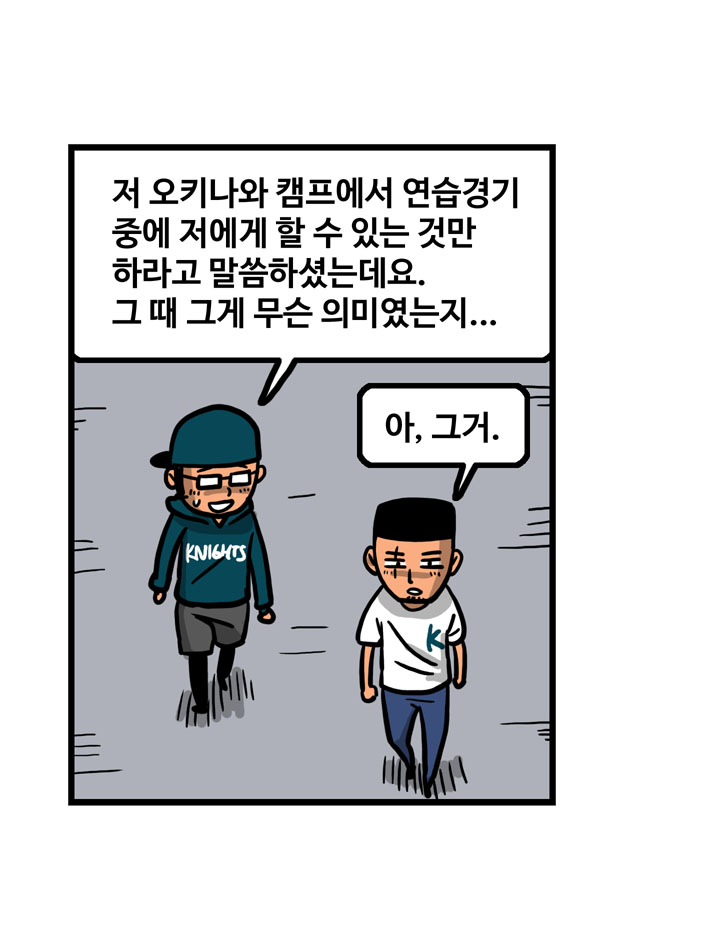 저 오키나와 캠프에서 연습경기
중에 저에게 할 수 있는 것만
하라고 말씀하셨는데요.
그 때 그게 무슨 의미였는지...
아, 그거.
KNIGHTS
K